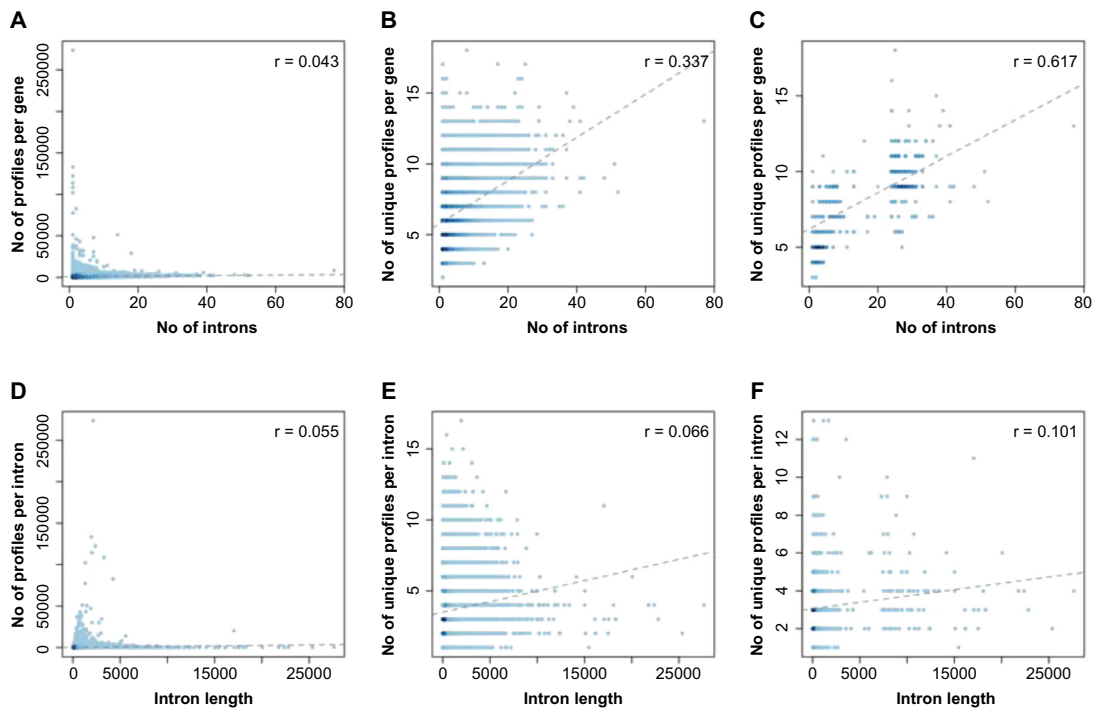 A
No of profiles per gene
250000
150000
50000
0
r = 0.043
0 20 40 60 80
No of introns
B
No of unique profiles per gene
15
10
5
r = 0.337
0 20 40 60 80
No of introns
C
No of unique profiles per gene
15
10
5
r = 0.617
0 20 40 60 80
No of introns
D
No of profiles per intron
250000
150000
50000
0
r = 0.055
0 5000 15000 25000
Intron length
E
No of unique profiles per intron
15
10
5
r = 0.066
0 5000 15000 25000
Intron length
F
No of unique profiles per intron
12
10
8
6
4
2
r = 0.101
0 5000 15000 25000
Intron length